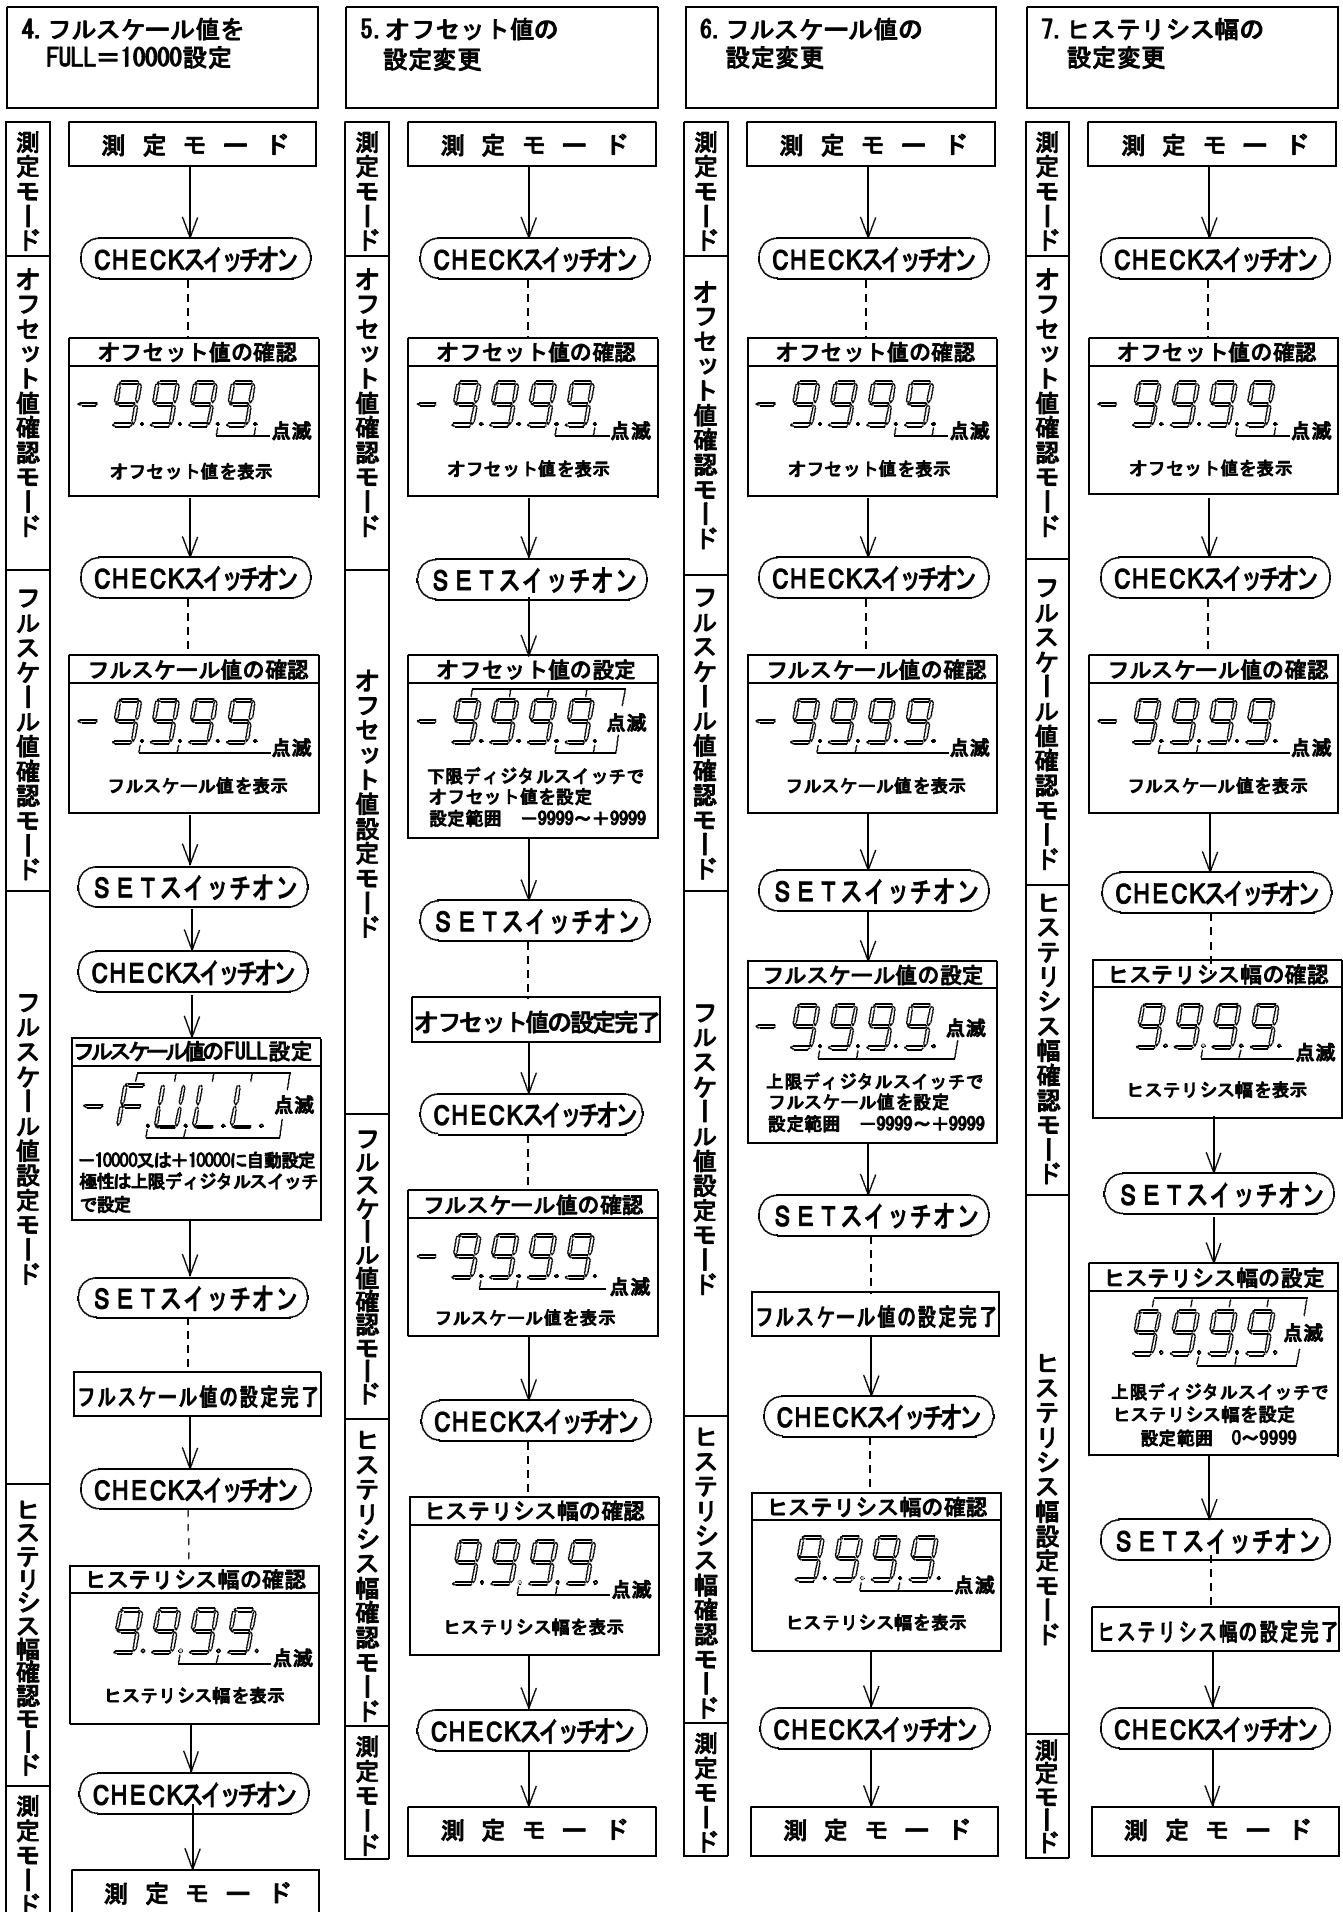 4. フルスケール値を
FULL＝10000設定
測定モード
オフセット値確認モード
フルスケール値確認モード
フルスケール値設定モード
ヒステリシス幅確認モード
測定モード
測定モード
CHECKスイッチオン
オフセット値の確認
-9.9.9.9.
点滅
オフセット値を表示
CHECKスイッチオン
フルスケール値の確認
-9.9.9.9.
点滅
フルスケール値を表示
SETスイッチオン
CHECKスイッチオン
フルスケール値のFULL設定
-F.U.L.L.
点滅
－10000又は＋10000に自動設定
極性は上限ディジタルスイッチ
で設定
SETスイッチオン
フルスケール値の設定完了
CHECKスイッチオン
ヒステリシス幅の確認
9.9.9.9.
点滅
ヒステリシス幅を表示
CHECKスイッチオン
測定モード
5. オフセット値の
設定変更
測定モード
オフセット値確認モード
オフセット値設定モード
フルスケール値確認モード
ヒステリシス幅確認モード
測定モード
測定モード
CHECKスイッチオン
オフセット値の確認
-9.9.9.9.
点滅
オフセット値を表示
SETスイッチオン
オフセット値の設定
-9.9.9.9.
点滅
下限ディジタルスイッチで
オフセット値を設定
設定範囲　－9999～＋9999
SETスイッチオン
オフセット値の設定完了
CHECKスイッチオン
フルスケール値の確認
-9.9.9.9.
点滅
フルスケール値を表示
CHECKスイッチオン
ヒステリシス幅の確認
9.9.9.9.
点滅
ヒステリシス幅を表示
CHECKスイッチオン
測定モード
6. フルスケール値の
設定変更
測定モード
オフセット値確認モード
フルスケール値確認モード
フルスケール値設定モード
ヒステリシス幅確認モード
測定モード
測定モード
CHECKスイッチオン
オフセット値の確認
-9.9.9.9.
点滅
オフセット値を表示
CHECKスイッチオン
フルスケール値の確認
-9.9.9.9.
点滅
フルスケール値を表示
SETスイッチオン
フルスケール値の設定
-9.9.9.9.
点滅
上限ディジタルスイッチで
フルスケール値を設定
設定範囲　－9999～＋9999
SETスイッチオン
フルスケール値の設定完了
CHECKスイッチオン
ヒステリシス幅の確認
9.9.9.9.
点滅
ヒステリシス幅を表示
CHECKスイッチオン
測定モード
7. ヒステリシス幅の
設定変更
測定モード
オフセット値確認モード
フルスケール値確認モード
ヒステリシス幅確認モード
ヒステリシス幅設定モード
測定モード
測定モード
CHECKスイッチオン
オフセット値の確認
-9.9.9.9.
点滅
オフセット値を表示
CHECKスイッチオン
フルスケール値の確認
-9.9.9.9.
点滅
フルスケール値を表示
CHECKスイッチオン
ヒステリシス幅の確認
9.9.9.9.
点滅
ヒステリシス幅を表示
SETスイッチオン
ヒステリシス幅の設定
9.9.9.9.
点滅
上限ディジタルスイッチで
ヒステリシス幅を設定
設定範囲　0～9999
SETスイッチオン
ヒステリシス幅の設定完了
CHECKスイッチオン
測定モード